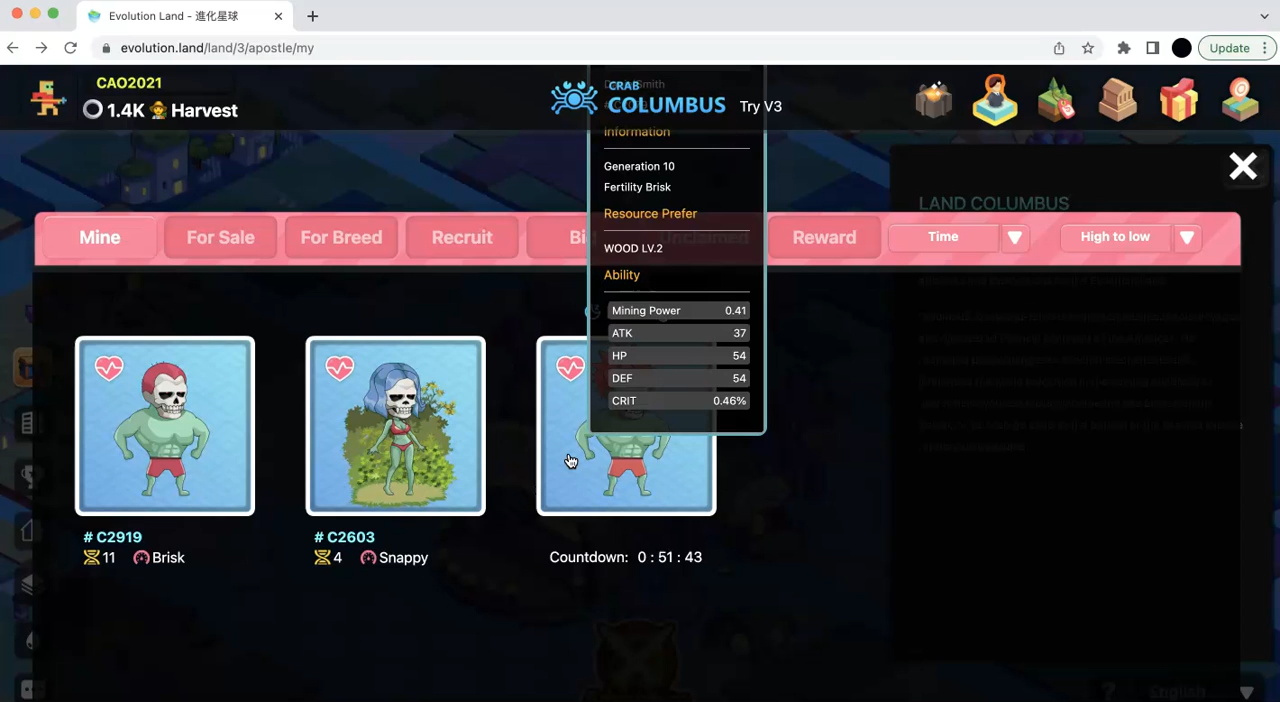 Evolution Land - 進化星球
evolution.land/land/3/apostle/my
Update
CAO2021
1.4K Harvest
CRAB
COLUMBUS
Try V3
Smith
Information
Generation 10
Fertility Brisk
Resource Prefer
WOOD LV.2
Ability
Mining Power 0.41
ATK 37
HP 54
DEF 54
CRIT 0.46%
LAND COLUMBUS
Mine
For Sale
For Breed
Recruit
Unclaimed
Reward
Time
High to low
# C2919
11 Brisk
# C2603
4 Snappy
Countdown: 0 : 51 : 43
English